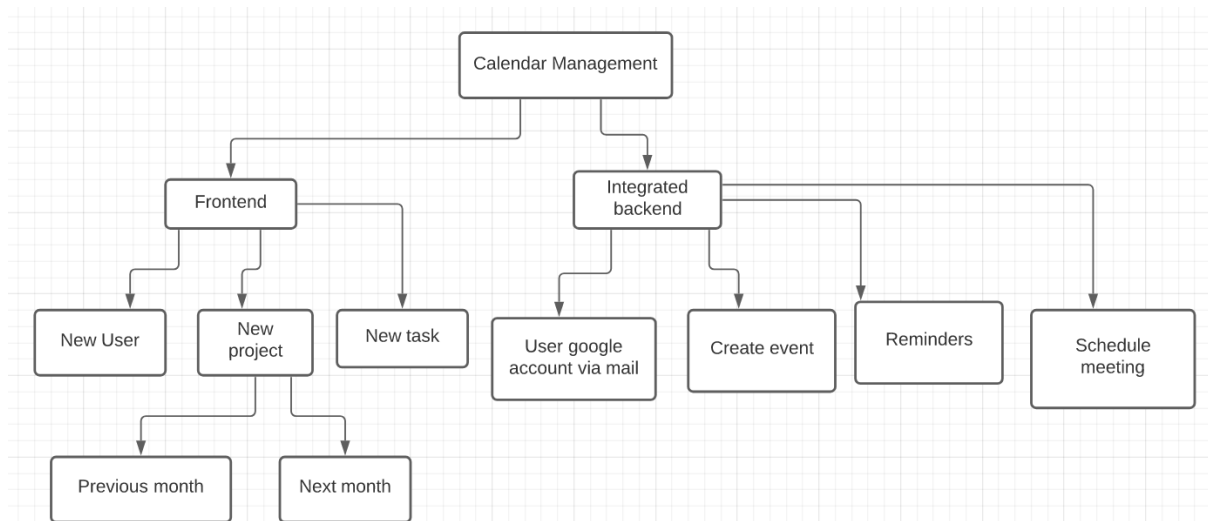 Calendar Management
Frontend
Integrated
backend
New User
New
project
New task
User google
account via mail
Create event
Reminders
Schedule
meeting
Previous month
Next month